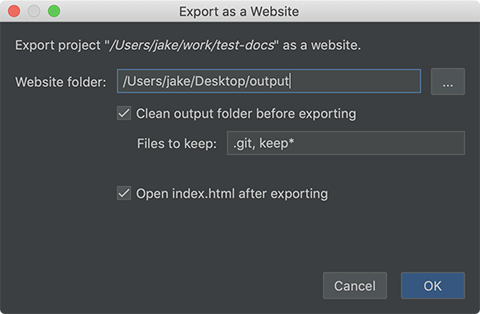 Export as a Website
Export project "/Users/jake/work/test-docs" as a website.
Website folder: /Users/jake/Desktop/output ...
Clean output folder before exporting
Files to keep: .git, keep*
Open index.html after exporting
Cancel OK